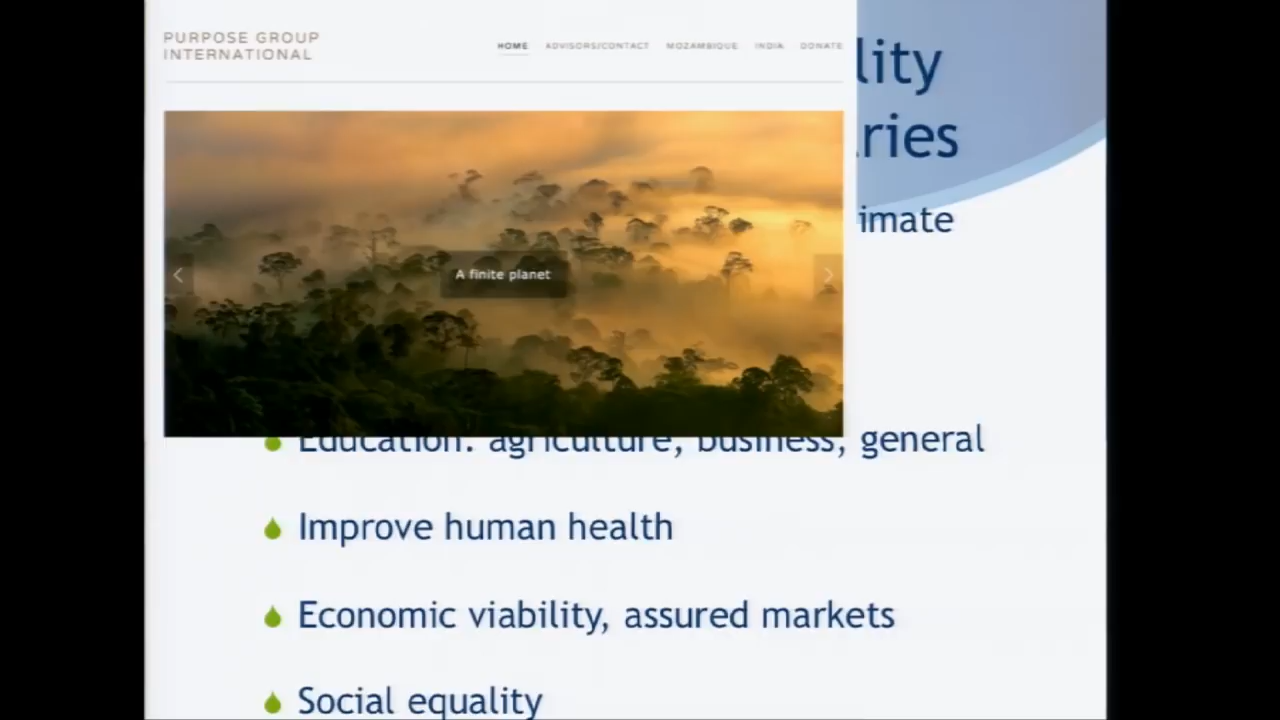 PURPOSE GROUP
INTERNATIONAL
HOME ADVISORS/CONTACT MOZAMBIQUE INDIA DONATE
lity
ries
imate
A finite planet
Education: agriculture, business, general
Improve human health
Economic viability, assured markets
Social equality